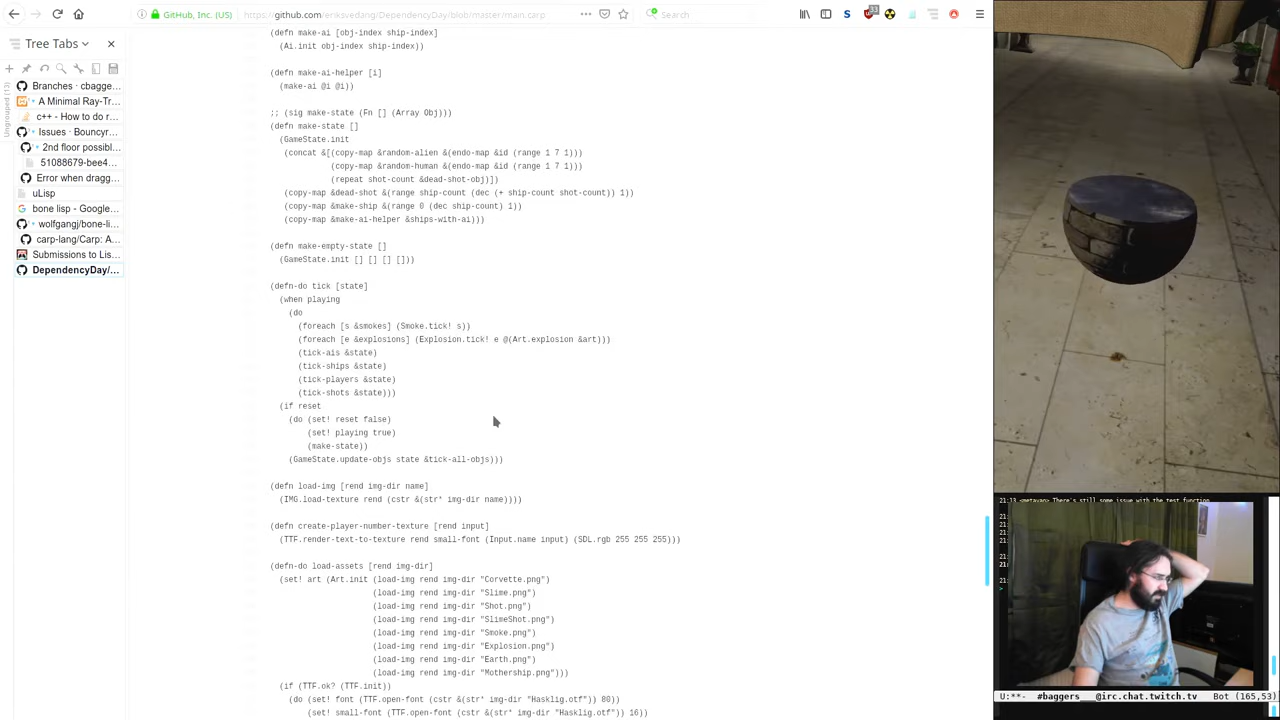 GitHub, Inc. (US)
https://github.com/eriksvedang/DependencyDay/blob/master/main.carp
Search
33
Tree Tabs
Ungrouped (13)
Branches · cbagge...
A Minimal Ray-Tr...
c++ - How to do r...
Issues · Bouncyr...
2nd floor possibl...
51088679-bee4...
Error when dragg...
uLisp
bone lisp - Google...
wolfgangj/bone-li...
carp-lang/Carp: A...
Submissions to Lis...
DependencyDay/...
(defn make-ai [obj-index ship-index]
(Ai.init obj-index ship-index))
(defn make-ai-helper [i]
(make-ai @i @i))
;; (sig make-state (Fn [] (Array Obj)))
(defn make-state []
(GameState.init
(concat &[(copy-map &random-alien &(endo-map &id (range 1 7 1)))
(copy-map &random-human &(endo-map &id (range 1 7 1)))
(repeat shot-count &dead-shot-obj)])
(copy-map &dead-shot &(range ship-count (dec (+ ship-count shot-count)) 1))
(copy-map &make-ship &(range 0 (dec ship-count) 1))
(copy-map &make-ai-helper &ships-with-ai)))
(defn make-empty-state []
(GameState.init [] [] [] []))
(defn-do tick [state]
(when playing
(do
(foreach [s &smokes] (Smoke.tick! s))
(foreach [e &explosions] (Explosion.tick! e @(Art.explosion &art)))
(tick-ais &state)
(tick-ships &state)
(tick-players &state)
(tick-shots &state)))
(if reset
(do (set! reset false)
(set! playing true)
(make-state))
(GameState.update-objs state &tick-all-objs)))
(defn load-img [rend img-dir name]
(IMG.load-texture rend (cstr &(str* img-dir name))))
(defn create-player-number-texture [rend input]
(TTF.render-text-to-texture rend small-font (Input.name input) (SDL.rgb 255 255 255)))
(defn-do load-assets [rend img-dir]
(set! art (Art.init (load-img rend img-dir "Corvette.png")
(load-img rend img-dir "Slime.png")
(load-img rend img-dir "Shot.png")
(load-img rend img-dir "SlimeShot.png")
(load-img rend img-dir "Smoke.png")
(load-img rend img-dir "Explosion.png")
(load-img rend img-dir "Earth.png")
(load-img rend img-dir "Mothership.png")))
(if (TTF.ok? (TTF.init))
(do (set! font (TTF.open-font (cstr &(str* img-dir "Hasklig.otf")) 80))
(set! small-font (TTF.open-font (cstr &(str* img-dir "Hasklig.otf")) 16))
21:13 <metayan> There's still some issue with the test function
U:**- #baggers __@irc.chat.twitch.tv Bot (165,53)